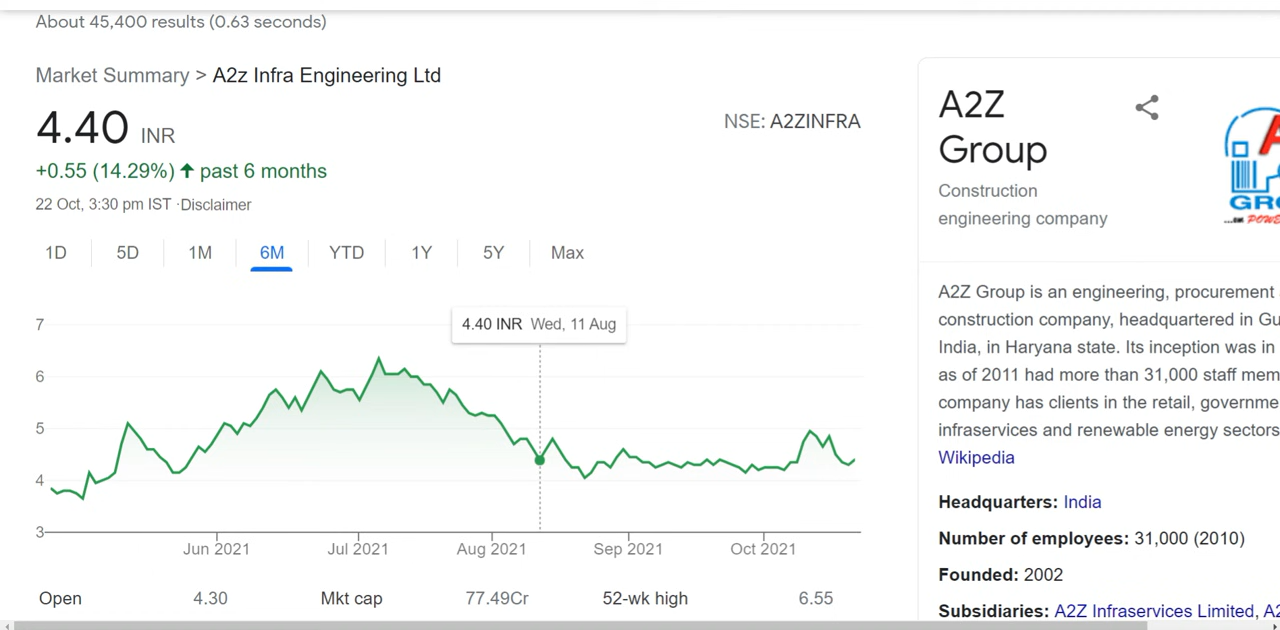 About 45,400 results (0.63 seconds)
Market Summary > A2z Infra Engineering Ltd
4.40 INR
NSE: A2ZINFRA
+0.55 (14.29%) ↑ past 6 months
22 Oct, 3:30 pm IST ·Disclaimer
1D 5D 1M 6M YTD 1Y 5Y Max
4.40 INR Wed, 11 Aug
7
6
5
4
3
Jun 2021 Jul 2021 Aug 2021 Sep 2021 Oct 2021
Open 4.30 Mkt cap 77.49Cr 52-wk high 6.55
A2Z
Group
Construction
engineering company
A2Z Group is an engineering, procurement
construction company, headquartered in Gu
India, in Haryana state. Its inception was in
as of 2011 had more than 31,000 staff mem
company has clients in the retail, governme
infraservices and renewable energy sectors
Wikipedia
Headquarters: India
Number of employees: 31,000 (2010)
Founded: 2002
Subsidiaries: A2Z Infraservices Limited, A2